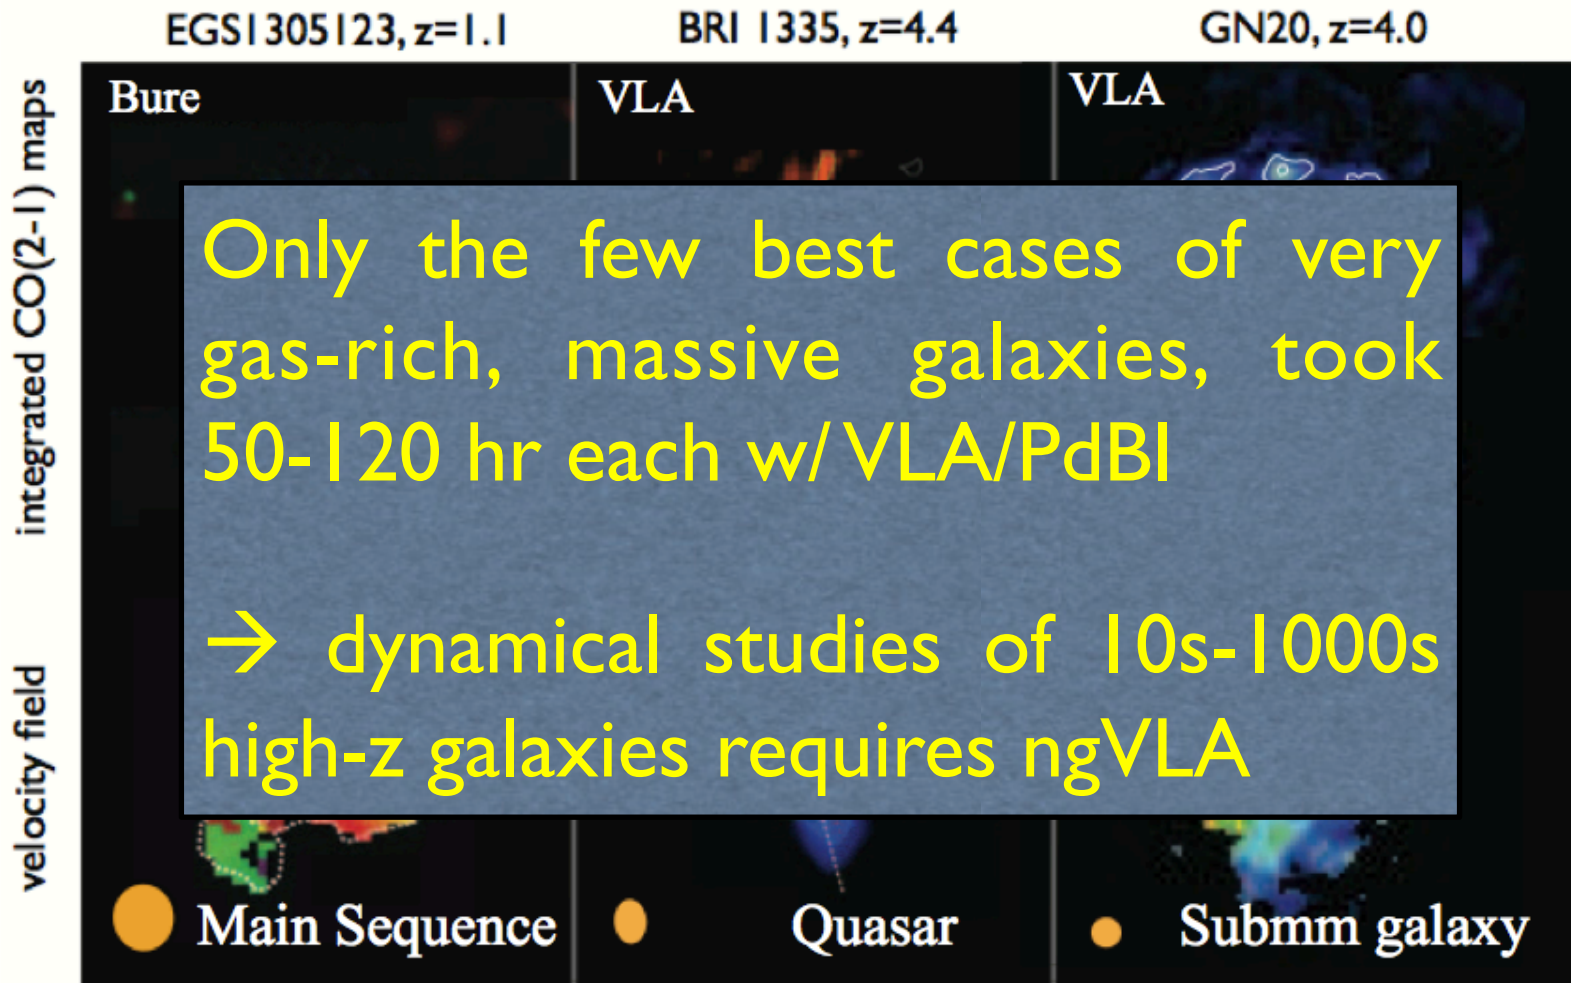 EGS1305123, z=1.1
BRI 1335, z=4.4
GN20, z=4.0
integrated CO(2-1) maps
Bure
VLA
VLA
Only the few best cases of very
gas-rich, massive galaxies, took
50-120 hr each w/ VLA/PdBI
→ dynamical studies of 10s-1000s
high-z galaxies requires ngVLA
velocity field
Main Sequence
Quasar
Submm galaxy